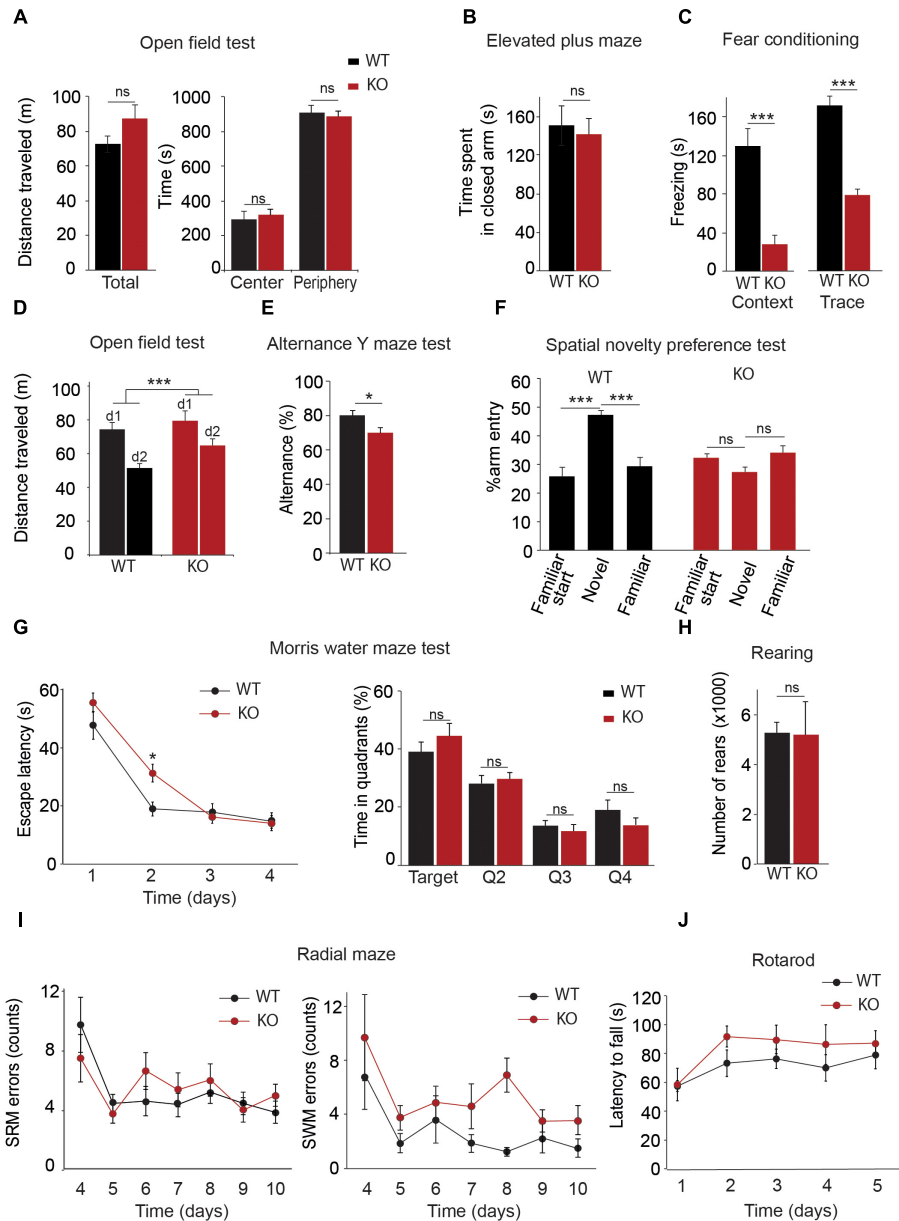 A
Open field test
WT
KO
Distance traveled (m)
100
80
60
40
20
0
ns
Total
Time (s)
1000
800
600
400
200
0
ns
ns
Center
Periphery
B
Elevated plus maze
Time spent
in closed arm (s)
160
120
80
40
0
ns
WT KO
C
Fear conditioning
Freezing (s)
160
120
80
40
0
***
***
WT KO
WT KO
Context
Trace
D
Open field test
Distance traveled (m)
100
80
60
40
20
0
***
d1
d2
d1
d2
WT
KO
E
Alternance Y maze test
Alternance (%)
100
80
60
40
20
0
*
WT KO
F
Spatial novelty preference test
WT
KO
%arm entry
60
50
40
30
20
10
0
***
***
ns
ns
Familiar
start
Novel
Familiar
Familiar
start
Novel
Familiar
G
Morris water maze test
Escape latency (s)
60
40
20
0
WT
KO
*
1 2 3 4
Time (days)
Time in quadrants (%)
60
40
20
0
WT
KO
ns
ns
ns
ns
Target Q2 Q3 Q4
H
Rearing
Number of rears (x1000)
6
4
2
0
ns
WT KO
I
Radial maze
SRM errors (counts)
12
8
4
0
WT
KO
4 5 6 7 8 9 10
Time (days)
SWM errors (counts)
12
8
4
0
WT
KO
4 5 6 7 8 9 10
Time (days)
J
Rotarod
WT
KO
Latency to fall (s)
120
100
80
60
40
20
0
1 2 3 4 5
Time (days)